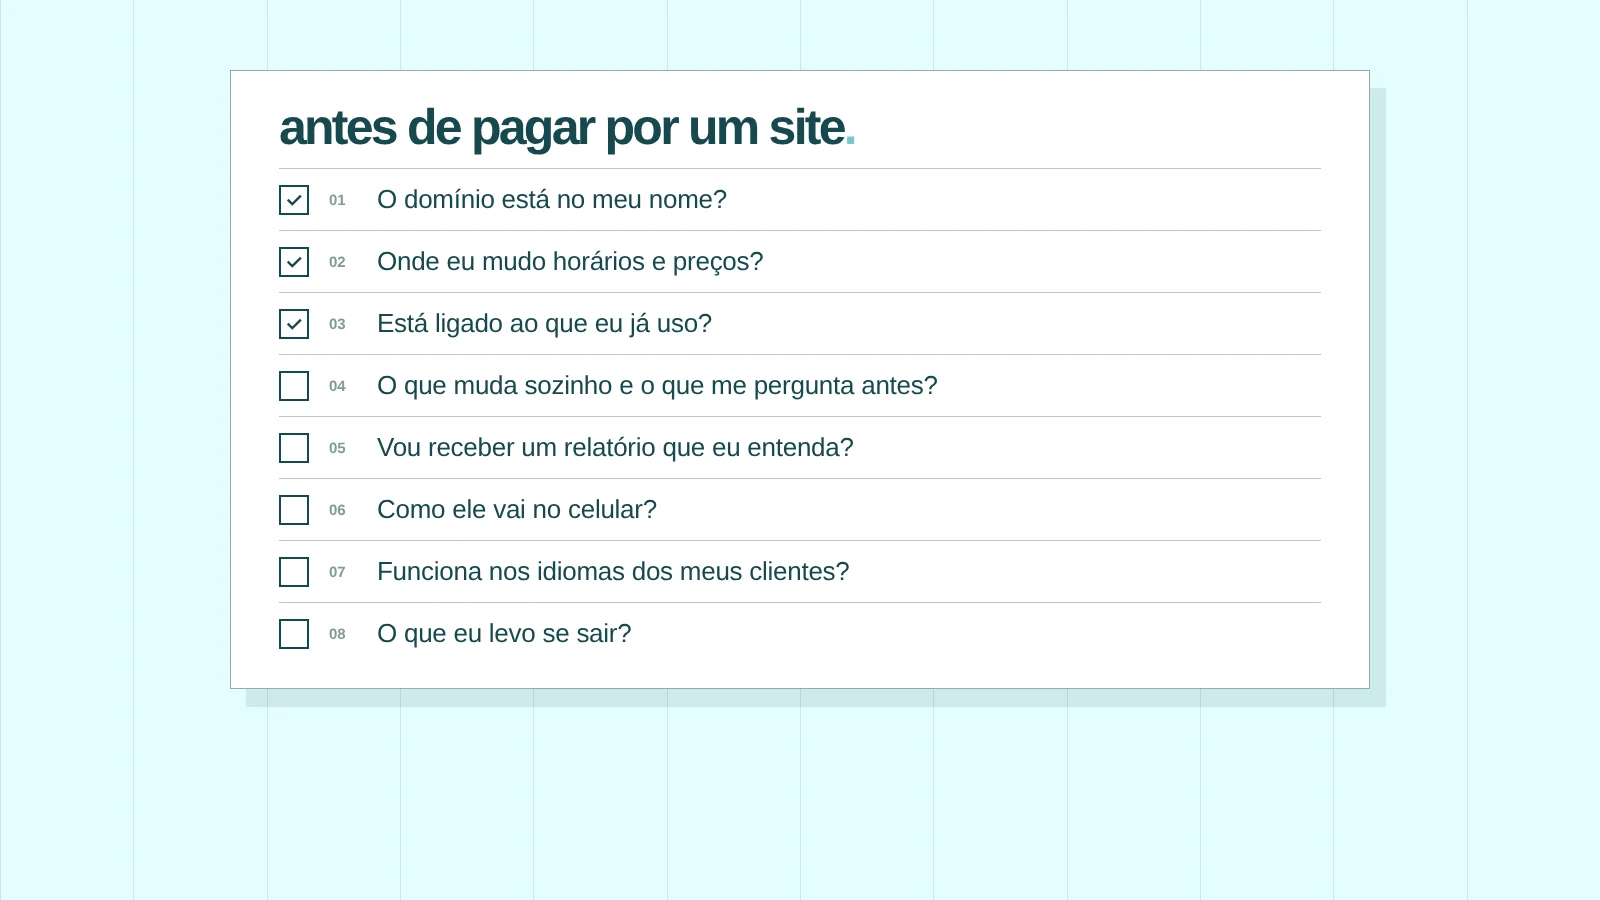 antes de pagar por um site.
01 O domínio está no meu nome?
02 Onde eu mudo horários e preços?
03 Está ligado ao que eu já uso?
04 O que muda sozinho e o que me pergunta antes?
05 Vou receber um relatório que eu entenda?
06 Como ele vai no celular?
07 Funciona nos idiomas dos meus clientes?
08 O que eu levo se sair?